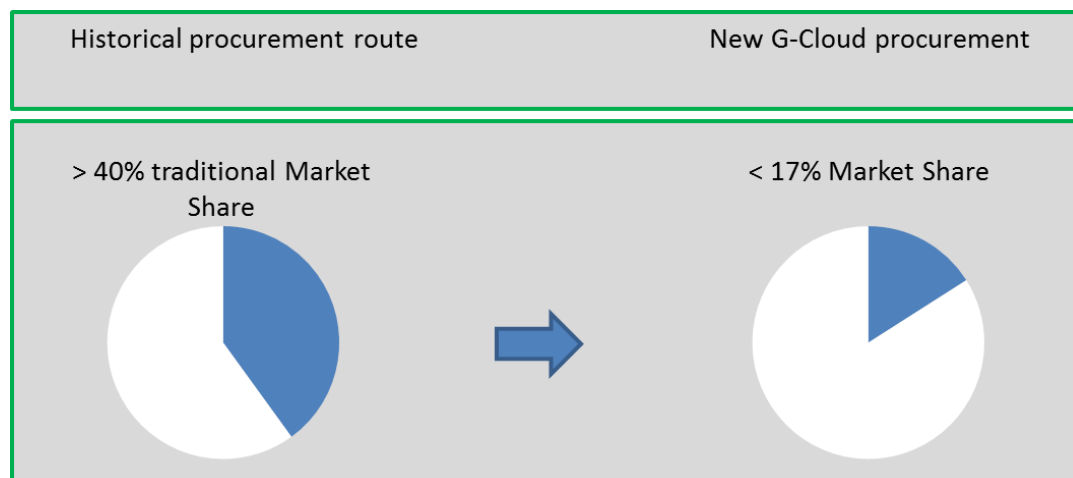 Historical procurement route
New G-Cloud procurement
> 40% traditional Market
Share
< 17% Market Share